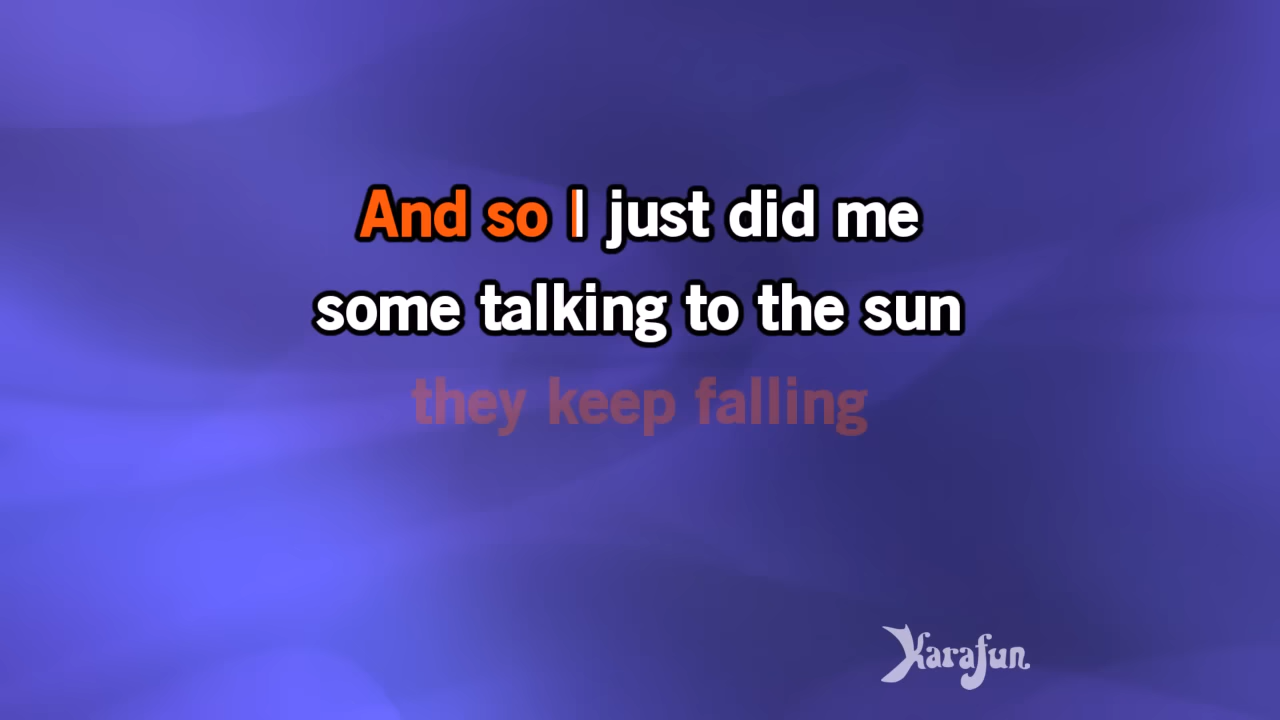 And so I just did me
some talking to the sun
they keep falling
Karafun